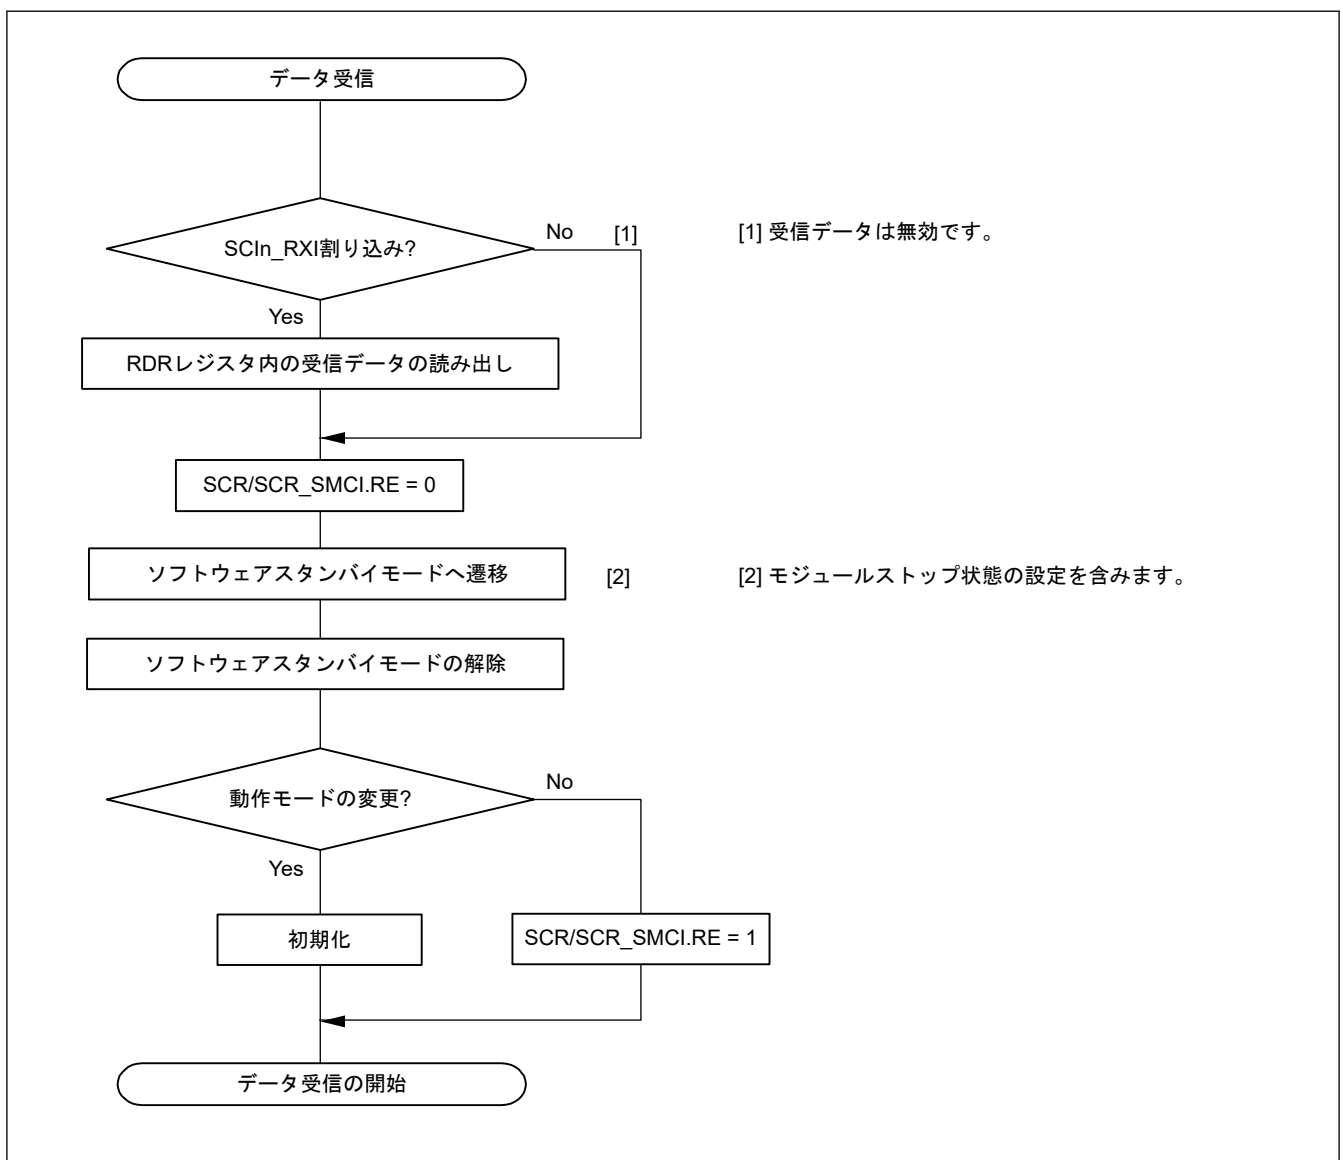 データ受信
SCIn_RXI割り込み?
No
[1]
[1] 受信データは無効です。
Yes
RDRレジスタ内の受信データの読み出し
SCR/SCR_SMCI.RE = 0
ソフトウェアスタンバイモードへ遷移
[2]
[2] モジュールストップ状態の設定を含みます。
ソフトウェアスタンバイモードの解除
動作モードの変更?
No
Yes
初期化
SCR/SCR_SMCI.RE = 1
データ受信の開始